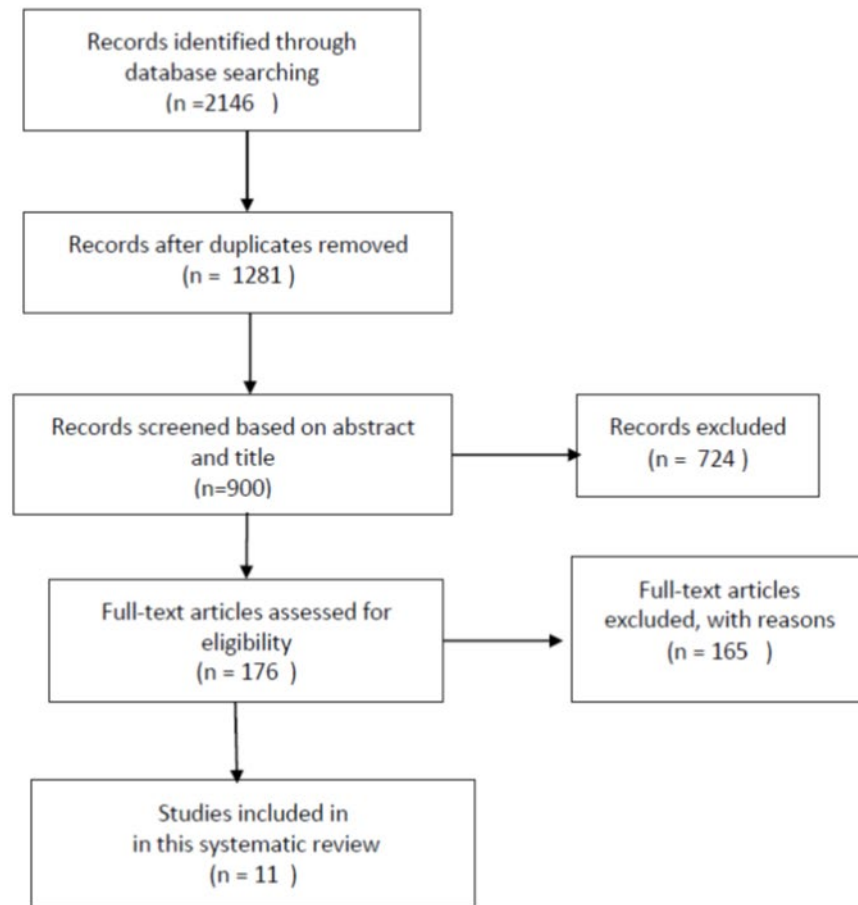 Records identified through
database searching
(n =2146 )
Records after duplicates removed
(n = 1281 )
Records screened based on abstract
and title
(n=900)
Records excluded
(n = 724 )
Full-text articles assessed for
eligibility
(n = 176 )
Full-text articles
excluded, with reasons
(n = 165 )
Studies included in
in this systematic review
(n = 11 )